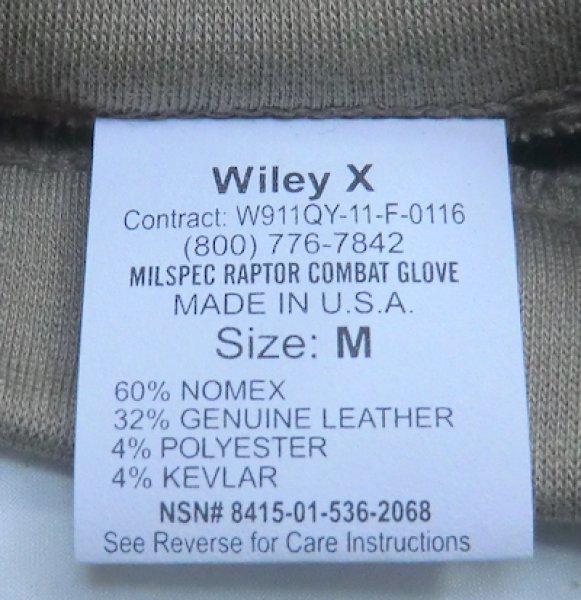 Wiley X
Contract: W911QY-11-F-0116
(800) 776-7842
MILSPEC RAPTOR COMBAT GLOVE
MADE IN U.S.A.
Size: M
60% NOMEX
32% GENUINE LEATHER
4% POLYESTER
4% KEVLAR
NSN# 8415-01-536-2068
See Reverse for Care Instructions